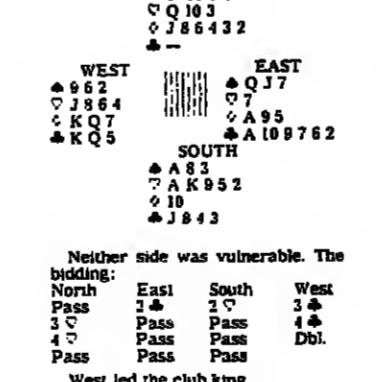 ♡ Q 10 3
♢ J 8 6 4 3 2
♣ —
WEST
♠ 9 6 2
♡ J 8 6 4
♢ K Q 7
♣ K Q 5
EAST
♠ Q J 7
♡ 7
♢ A 9 5
♣ A 10 9 7 6 2
SOUTH
♠ A 8 3
♡ A K 9 5 2
♢ 10
♣ J 8 4 3
Neither side was vulnerable. The
bidding:
North East South West
Pass 1 ♣ 1 ♡ 3 ♣
3 ♡ Pass Pass 4 ♣
4 ♡ Pass Pass Dbl.
Pass Pass Pass
West led the club king.